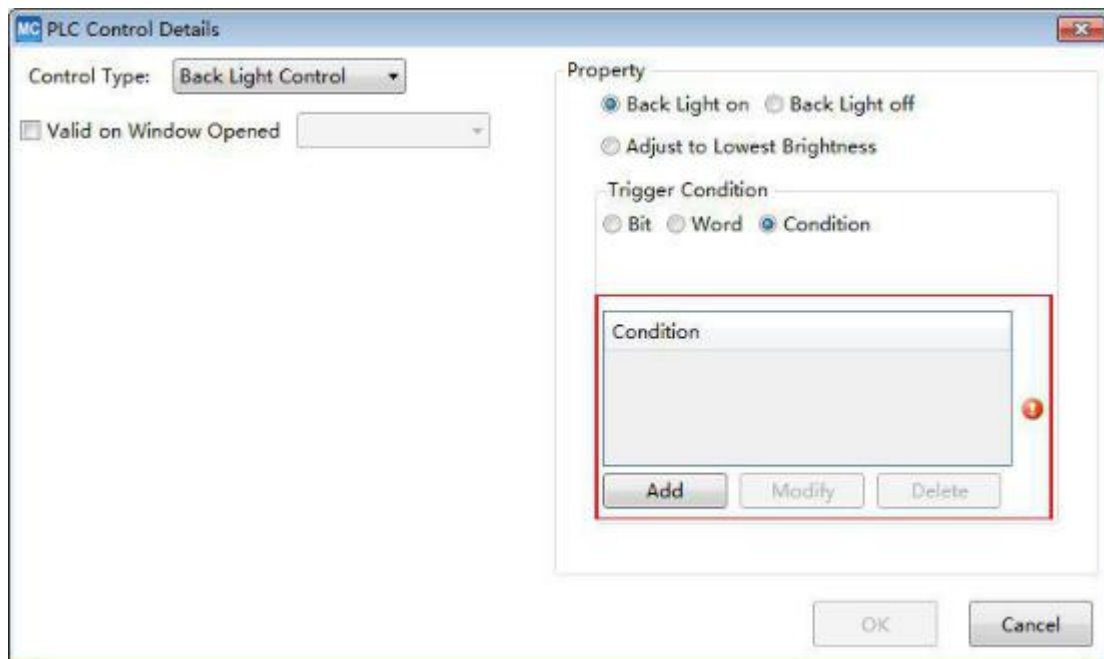 MC PLC Control Details
Control Type: Back Light Control
Valid on Window Opened
Property
Back Light on Back Light off
Adjust to Lowest Brightness
Trigger Condition
Bit Word Condition
Condition
Add Modify Delete
OK Cancel